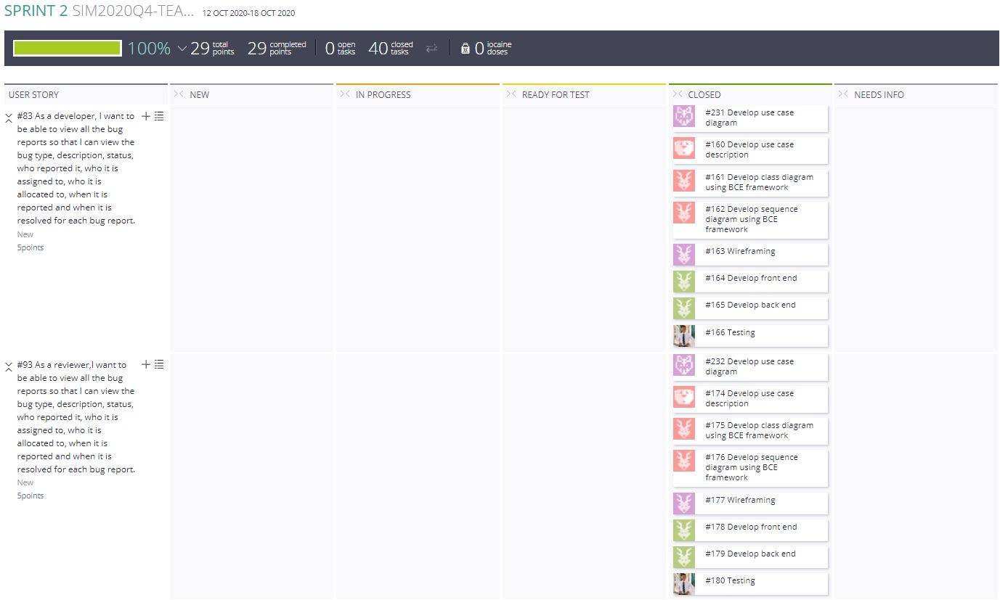 SPRINT 2 SIM2020Q4-TEA... 12 OCT 2020-18 OCT 2020
100% 29 total points 29 completed points 0 open tasks 40 closed tasks 0 iocaine doses
USER STORY NEW IN PROGRESS READY FOR TEST CLOSED NEEDS INFO
#83 As a developer, I want to
be able to view all the bug
reports so that I can view the
bug type, description, status,
who reported it, who it is
assigned to, who it is
allocated to, when it is
reported and when it is
resolved for each bug report.
New
5points
#231 Develop use case
diagram
#160 Develop use case
description
#161 Develop class diagram
using BCE framework
#162 Develop sequence
diagram using BCE
framework
#163 Wireframing
#164 Develop front end
#165 Develop back end
#166 Testing
#93 As a reviewer,I want to
be able to view all the bug
reports so that I can view the
bug type, description, status,
who reported it, who it is
assigned to, who it is
allocated to, when it is
reported and when it is
resolved for each bug report.
New
5points
#232 Develop use case
diagram
#174 Develop use case
description
#175 Develop class diagram
using BCE framework
#176 Develop sequence
diagram using BCE
framework
#177 Wireframing
#178 Develop front end
#179 Develop back end
#180 Testing